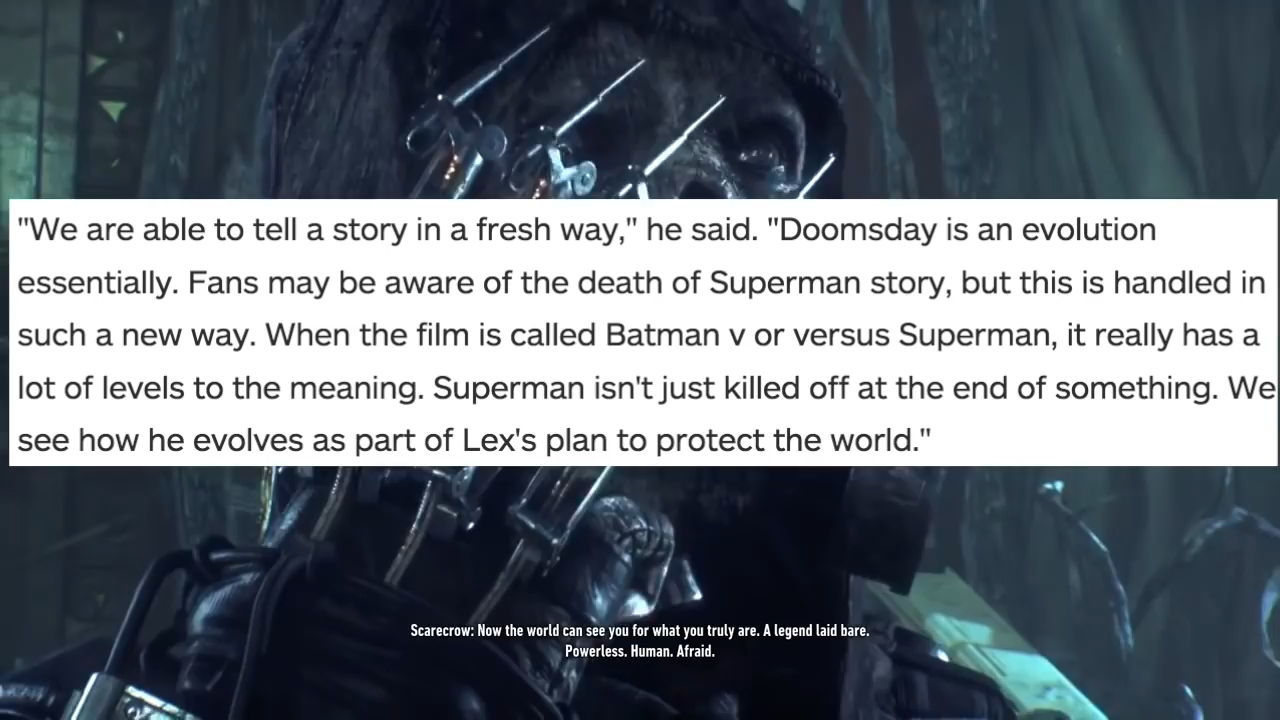 "We are able to tell a story in a fresh way," he said. "Doomsday is an evolution
essentially. Fans may be aware of the death of Superman story, but this is handled in
such a new way. When the film is called Batman v or versus Superman, it really has a
lot of levels to the meaning. Superman isn't just killed off at the end of something. We
see how he evolves as part of Lex's plan to protect the world."
Scarecrow: Now the world can see you for what you truly are. A legend laid bare.
Powerless. Human. Afraid.